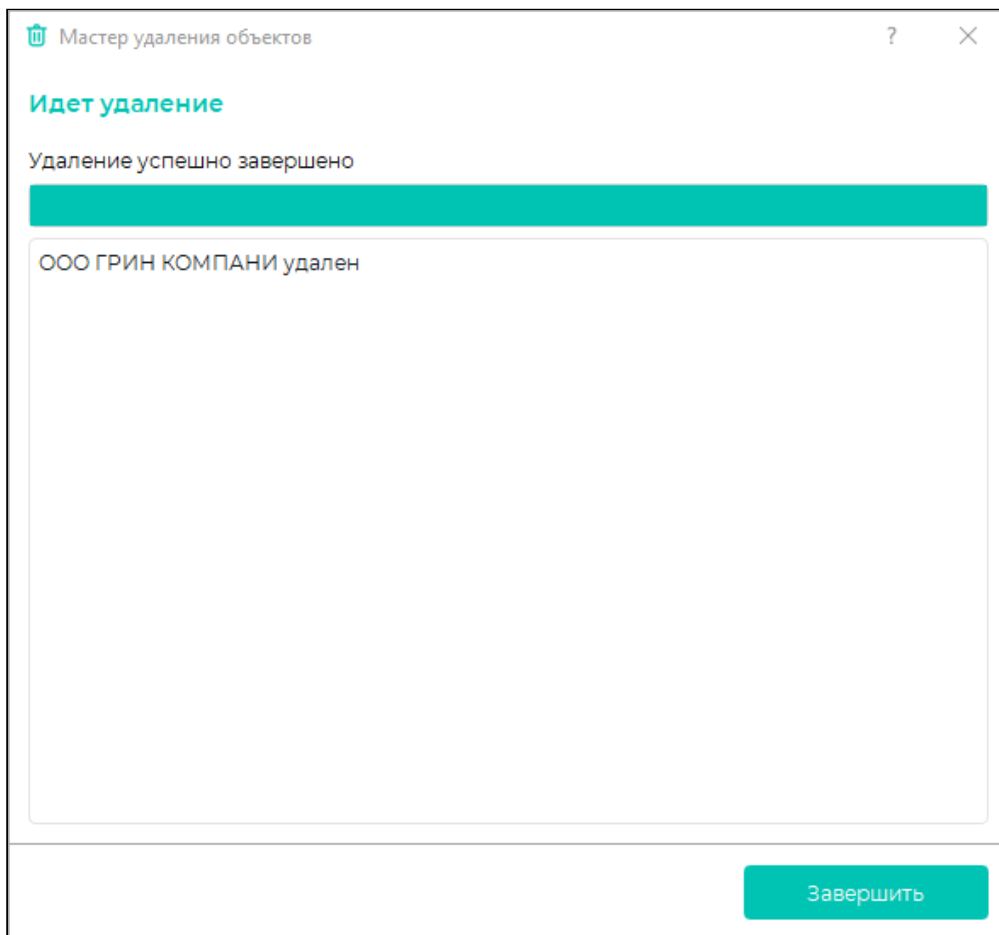 Мастер удаления объектов ?
Идет удаление
Удаление успешно завершено
ООО ГРИН КОМПАНИ удален
Завершить